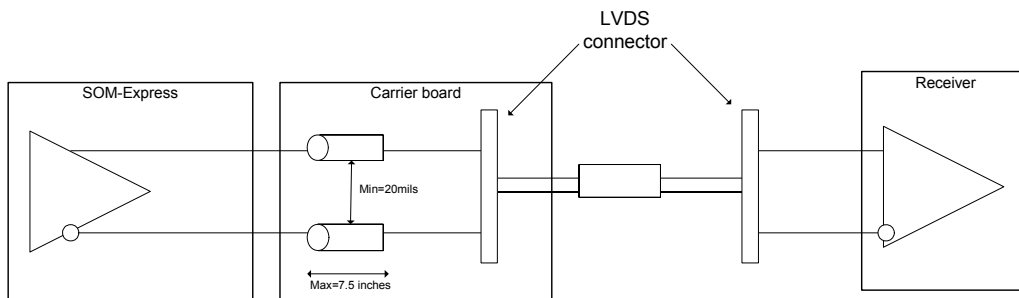 LVDS
connector
SOM-Express
Carrier board
Receiver
Min=20mils
Max=7.5 inches